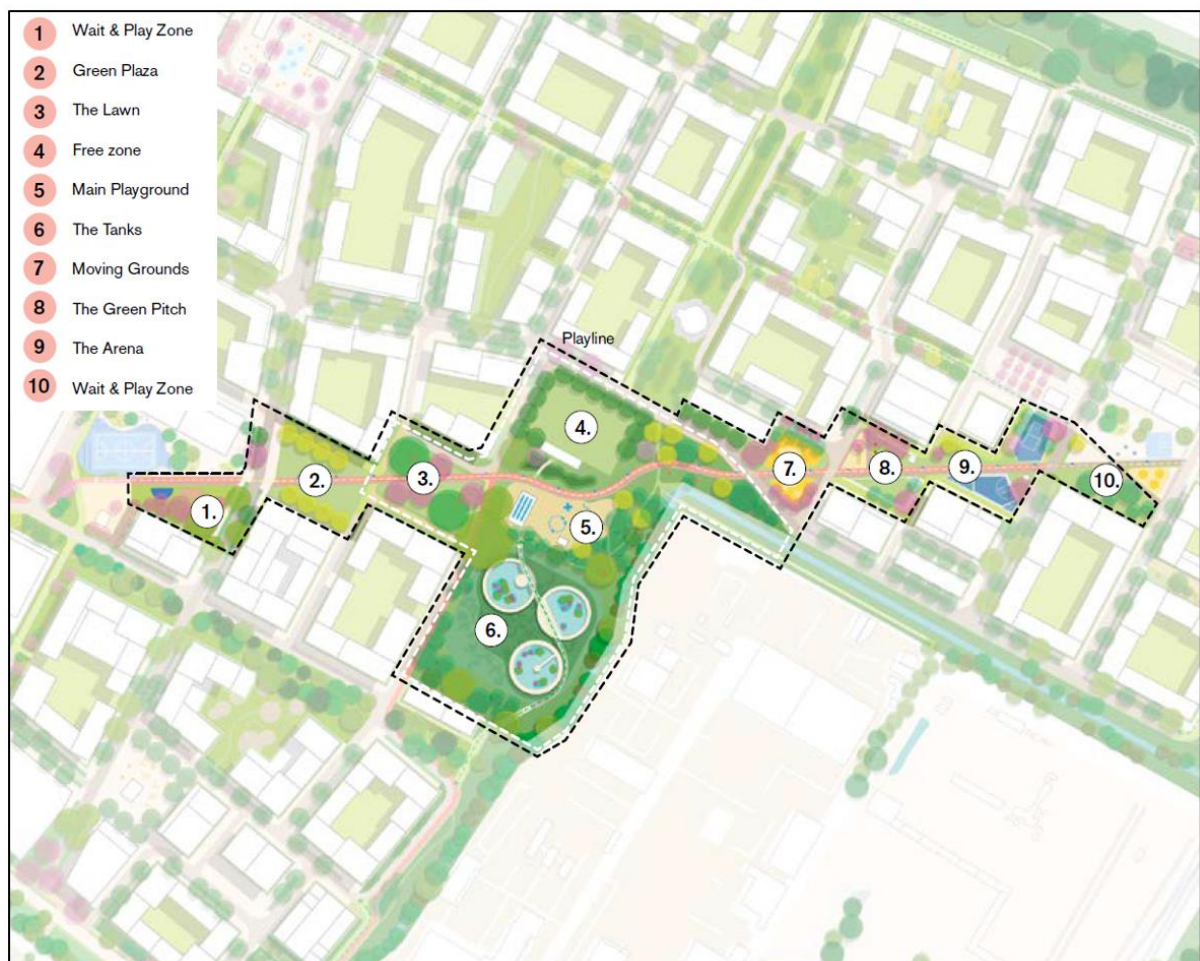 1 Wait & Play Zone
2 Green Plaza
3 The Lawn
4 Free zone
5 Main Playground
6 The Tanks
7 Moving Grounds
8 The Green Pitch
9 The Arena
10 Wait & Play Zone
Playline
4.
3.
7.
8.
9.
2.
10.
1.
5.
6.